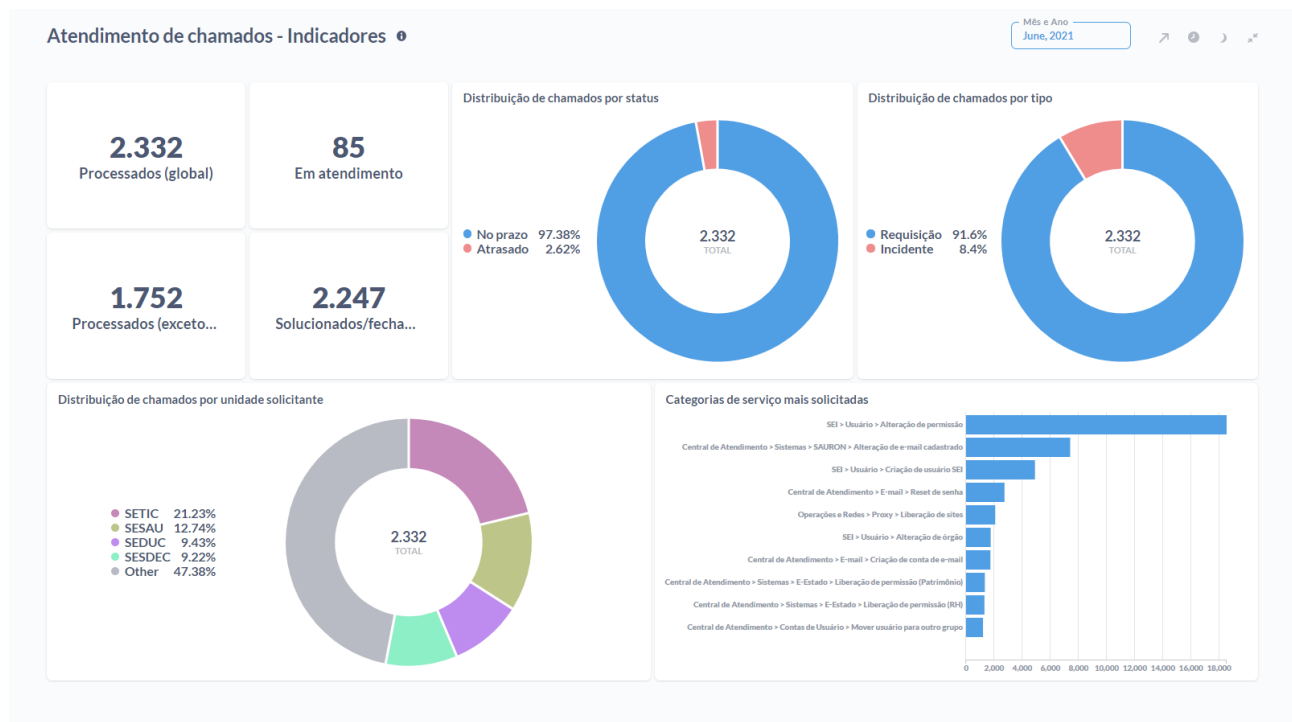 Atendimento de chamados - Indicadores
Mês e Ano
June, 2021
2.332
Processados (global)
85
Em atendimento
1.752
Processados (exceto...
2.247
Solucionados/fecha...
Distribuição de chamados por status
No prazo 97.38%
Atrasado 2.62%
2.332
TOTAL
Distribuição de chamados por tipo
Requisição 91.6%
Incidente 8.4%
2.332
TOTAL
Distribuição de chamados por unidade solicitante
SETIC 21.23%
SESAU 12.74%
SEDUC 9.43%
SESDEC 9.22%
Other 47.38%
2.332
TOTAL
Categorias de serviço mais solicitadas
SEI > Usuário > Alteração de permissão
Central de Atendimento > Sistemas > SAURON > Alteração de e-mail cadastrado
SEI > Usuário > Criação de usuário SEI
Central de Atendimento > E-mail > Reset de senha
Operações e Redes > Proxy > Liberação de sites
SEI > Usuário > Alteração de órgão
Central de Atendimento > E-mail > Criação de conta de e-mail
Central de Atendimento > Sistemas > E-Estado > Liberação de permissão (Patrimônio)
Central de Atendimento > Sistemas > E-Estado > Liberação de permissão (RH)
Central de Atendimento > Contas de Usuário > Mover usuário para outro grupo
0 2,000 4,000 6,000 8,000 10,000 12,000 14,000 16,000 18,000